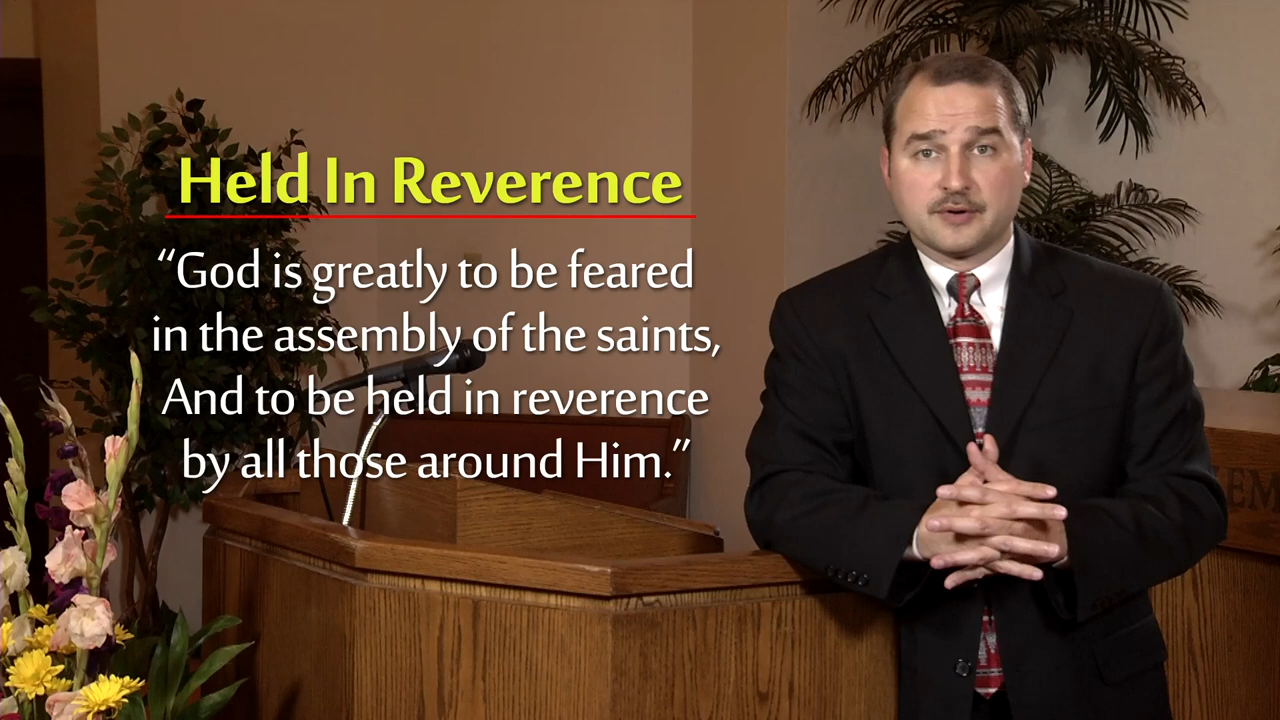 Held In Reverence
“God is greatly to be feared
in the assembly of the saints,
And to be held in reverence
by all those around Him.”
EM